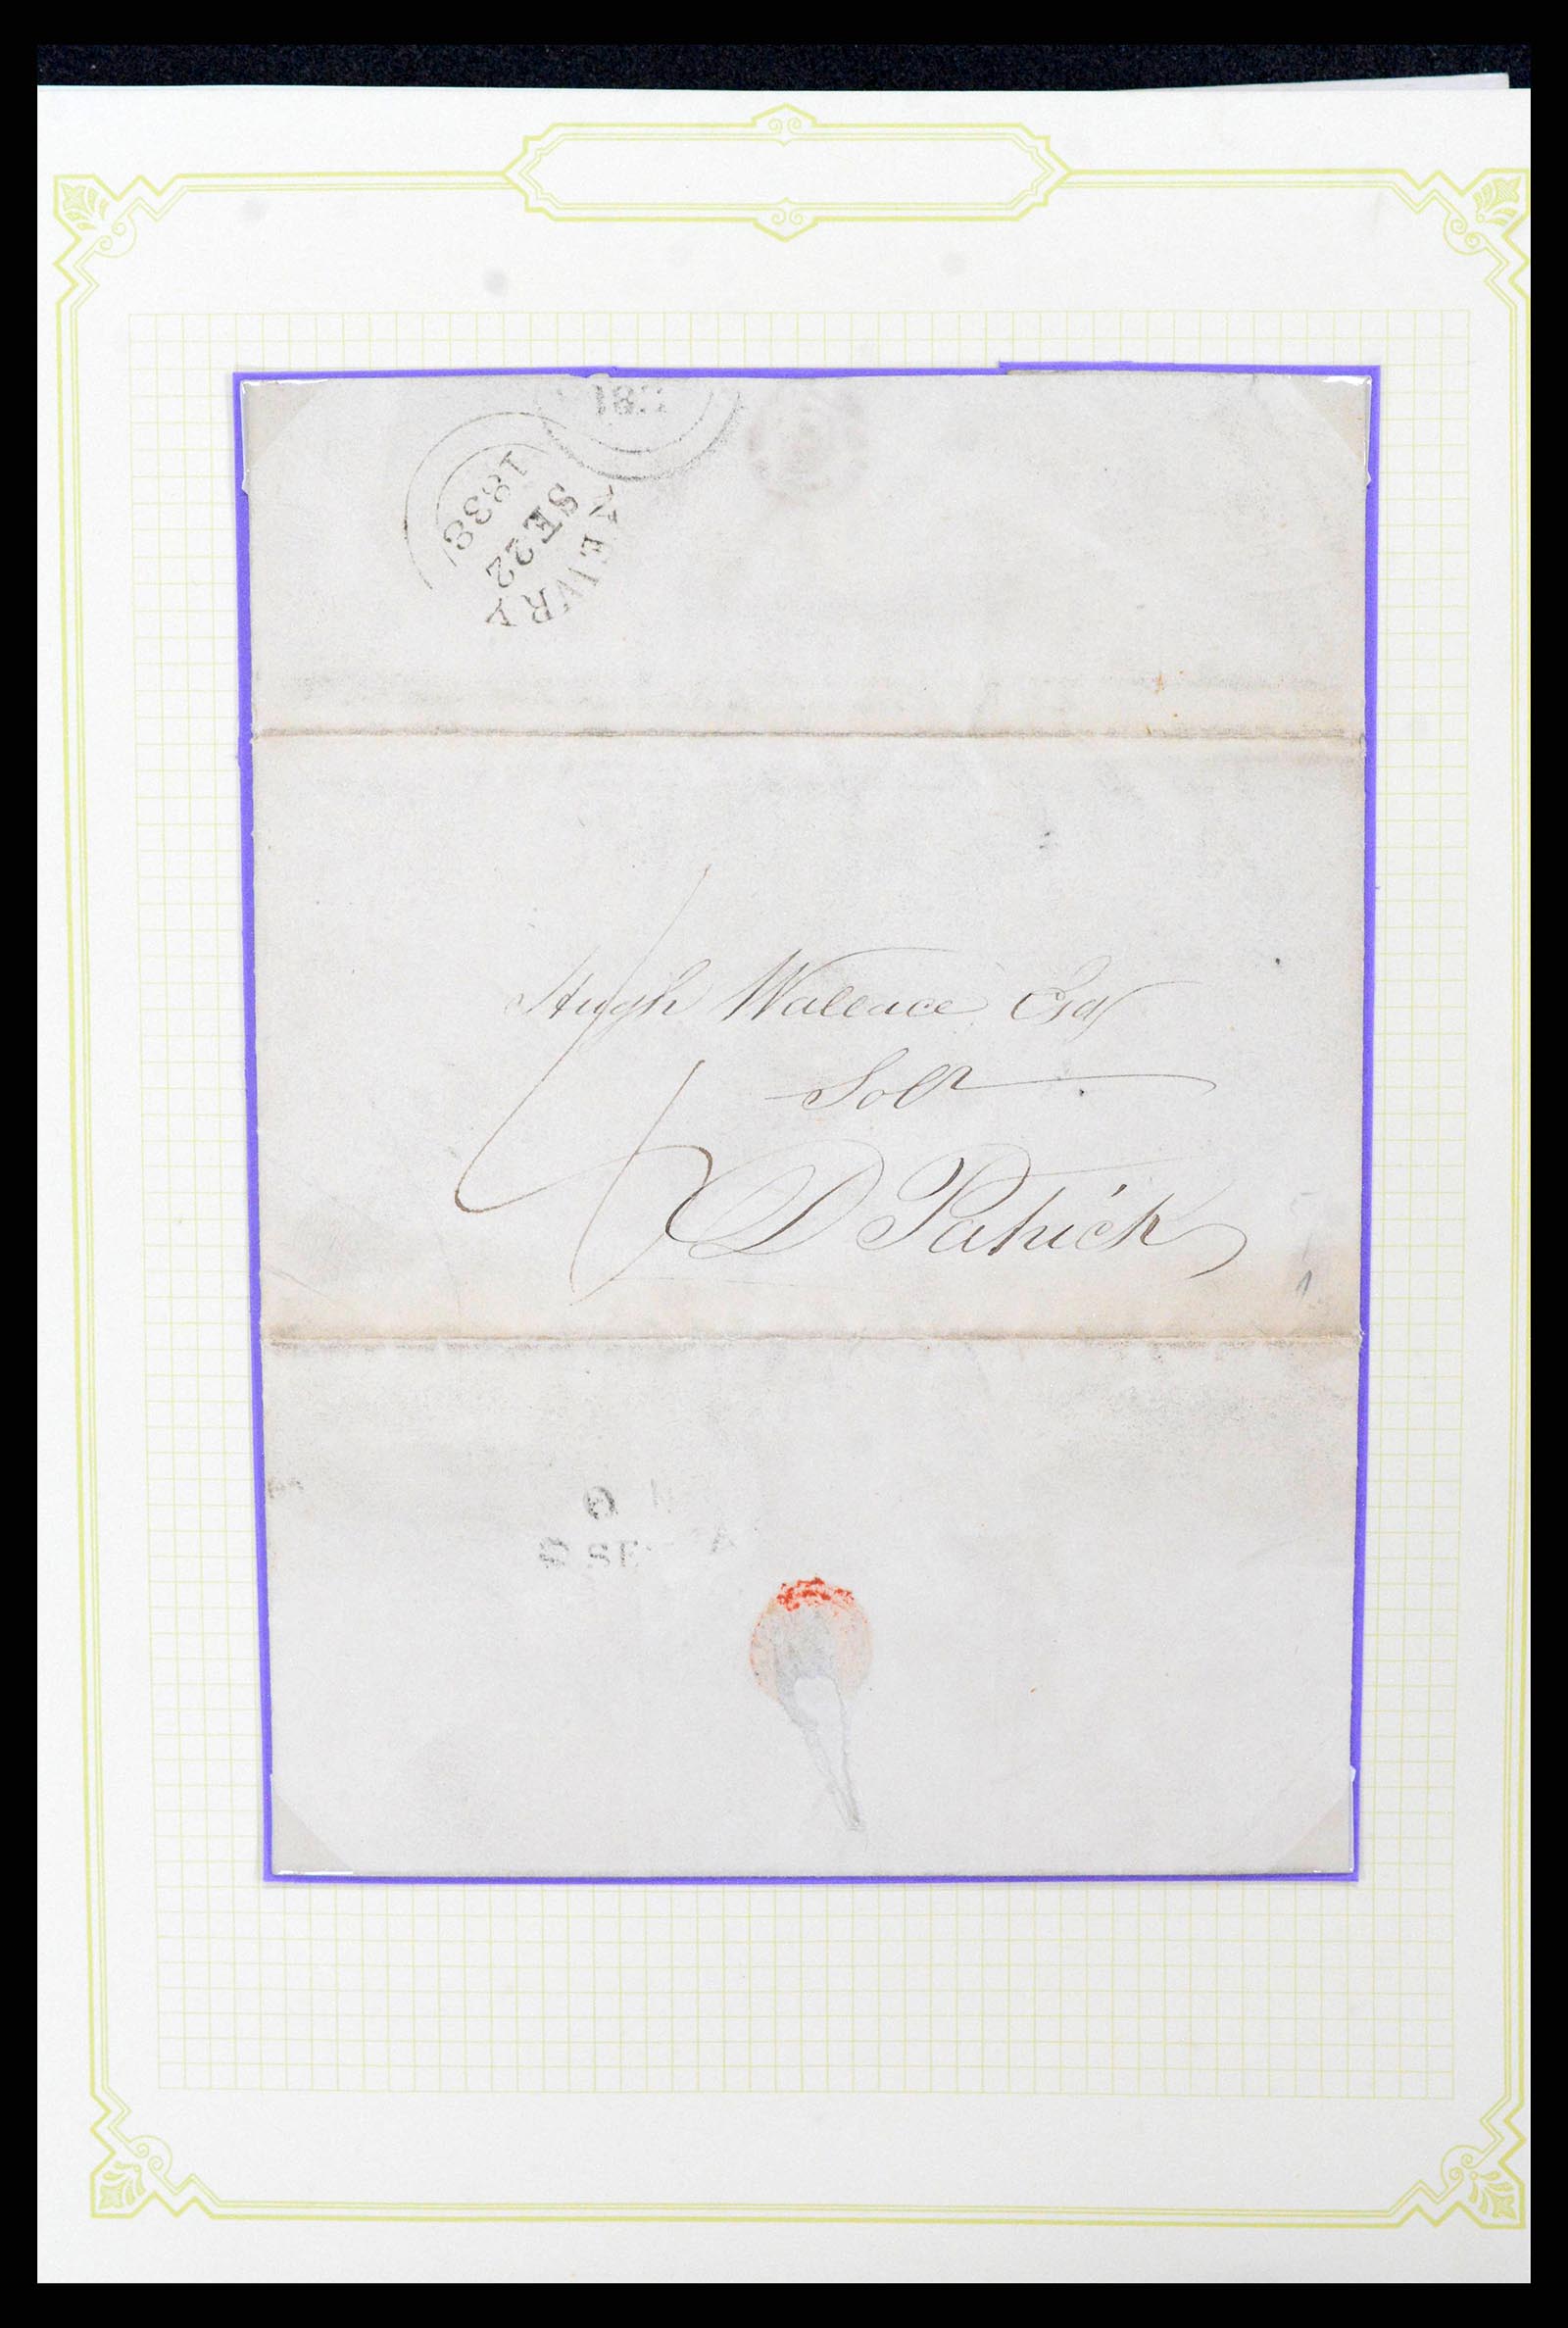 NEWRY
SE 22
1838
Hugh Wallace Esq
Solr
D Patrick